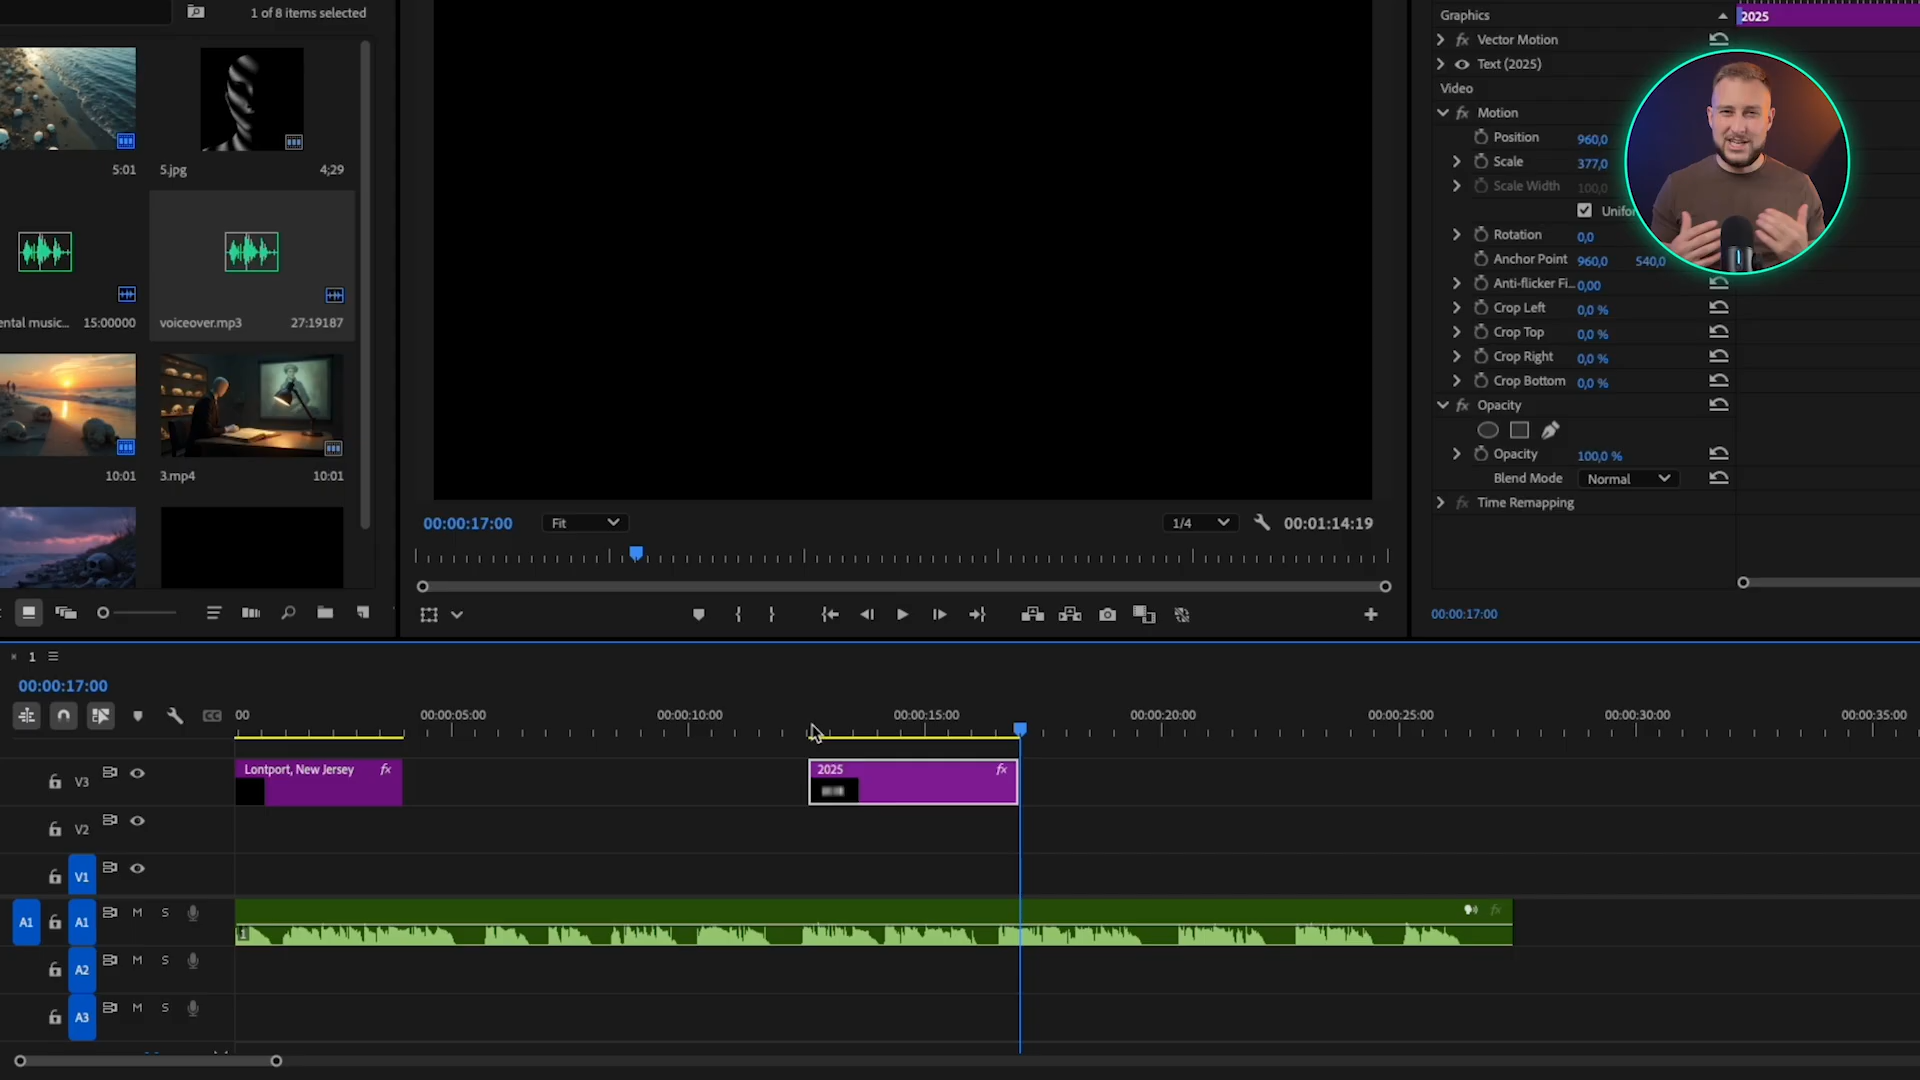 1 of 8 items selected
5:01
5.jpg
4;29
ental music...
15:00000
voiceover.mp3
27:19187
10:01
3.mp4
10:01
00:00:17:00
Fit
1/4
00:01:14:19
Graphics
2025
Vector Motion
Text (2025)
Video
Motion
Position
960,0
Scale
377,0
Scale Width
100,0
Unifor
Rotation
0,0
Anchor Point
960,0
540,0
Anti-flicker Fi...
0,00
Crop Left
0,0 %
Crop Top
0,0 %
Crop Right
0,0 %
Crop Bottom
0,0 %
Opacity
Opacity
100,0 %
Blend Mode
Normal
Time Remapping
00:00:17:00
1
00:00:17:00
CC
00
00:00:05:00
00:00:10:00
00:00:15:00
00:00:20:00
00:00:25:00
00:00:30:00
00:00:35:00
V3
Lontport, New Jersey
fx
2025
fx
V2
V1
A1
A1
M
S
fx
A2
M
S
A3
M
S